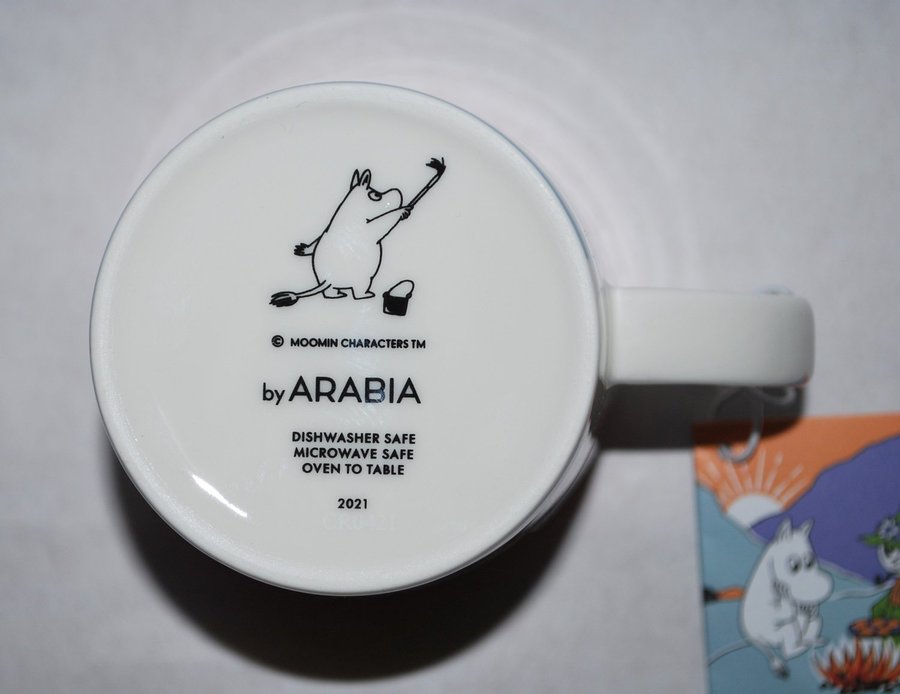 © MOOMIN CHARACTERS TM
by ARABIA
DISHWASHER SAFE
MICROWAVE SAFE
OVEN TO TABLE
2021